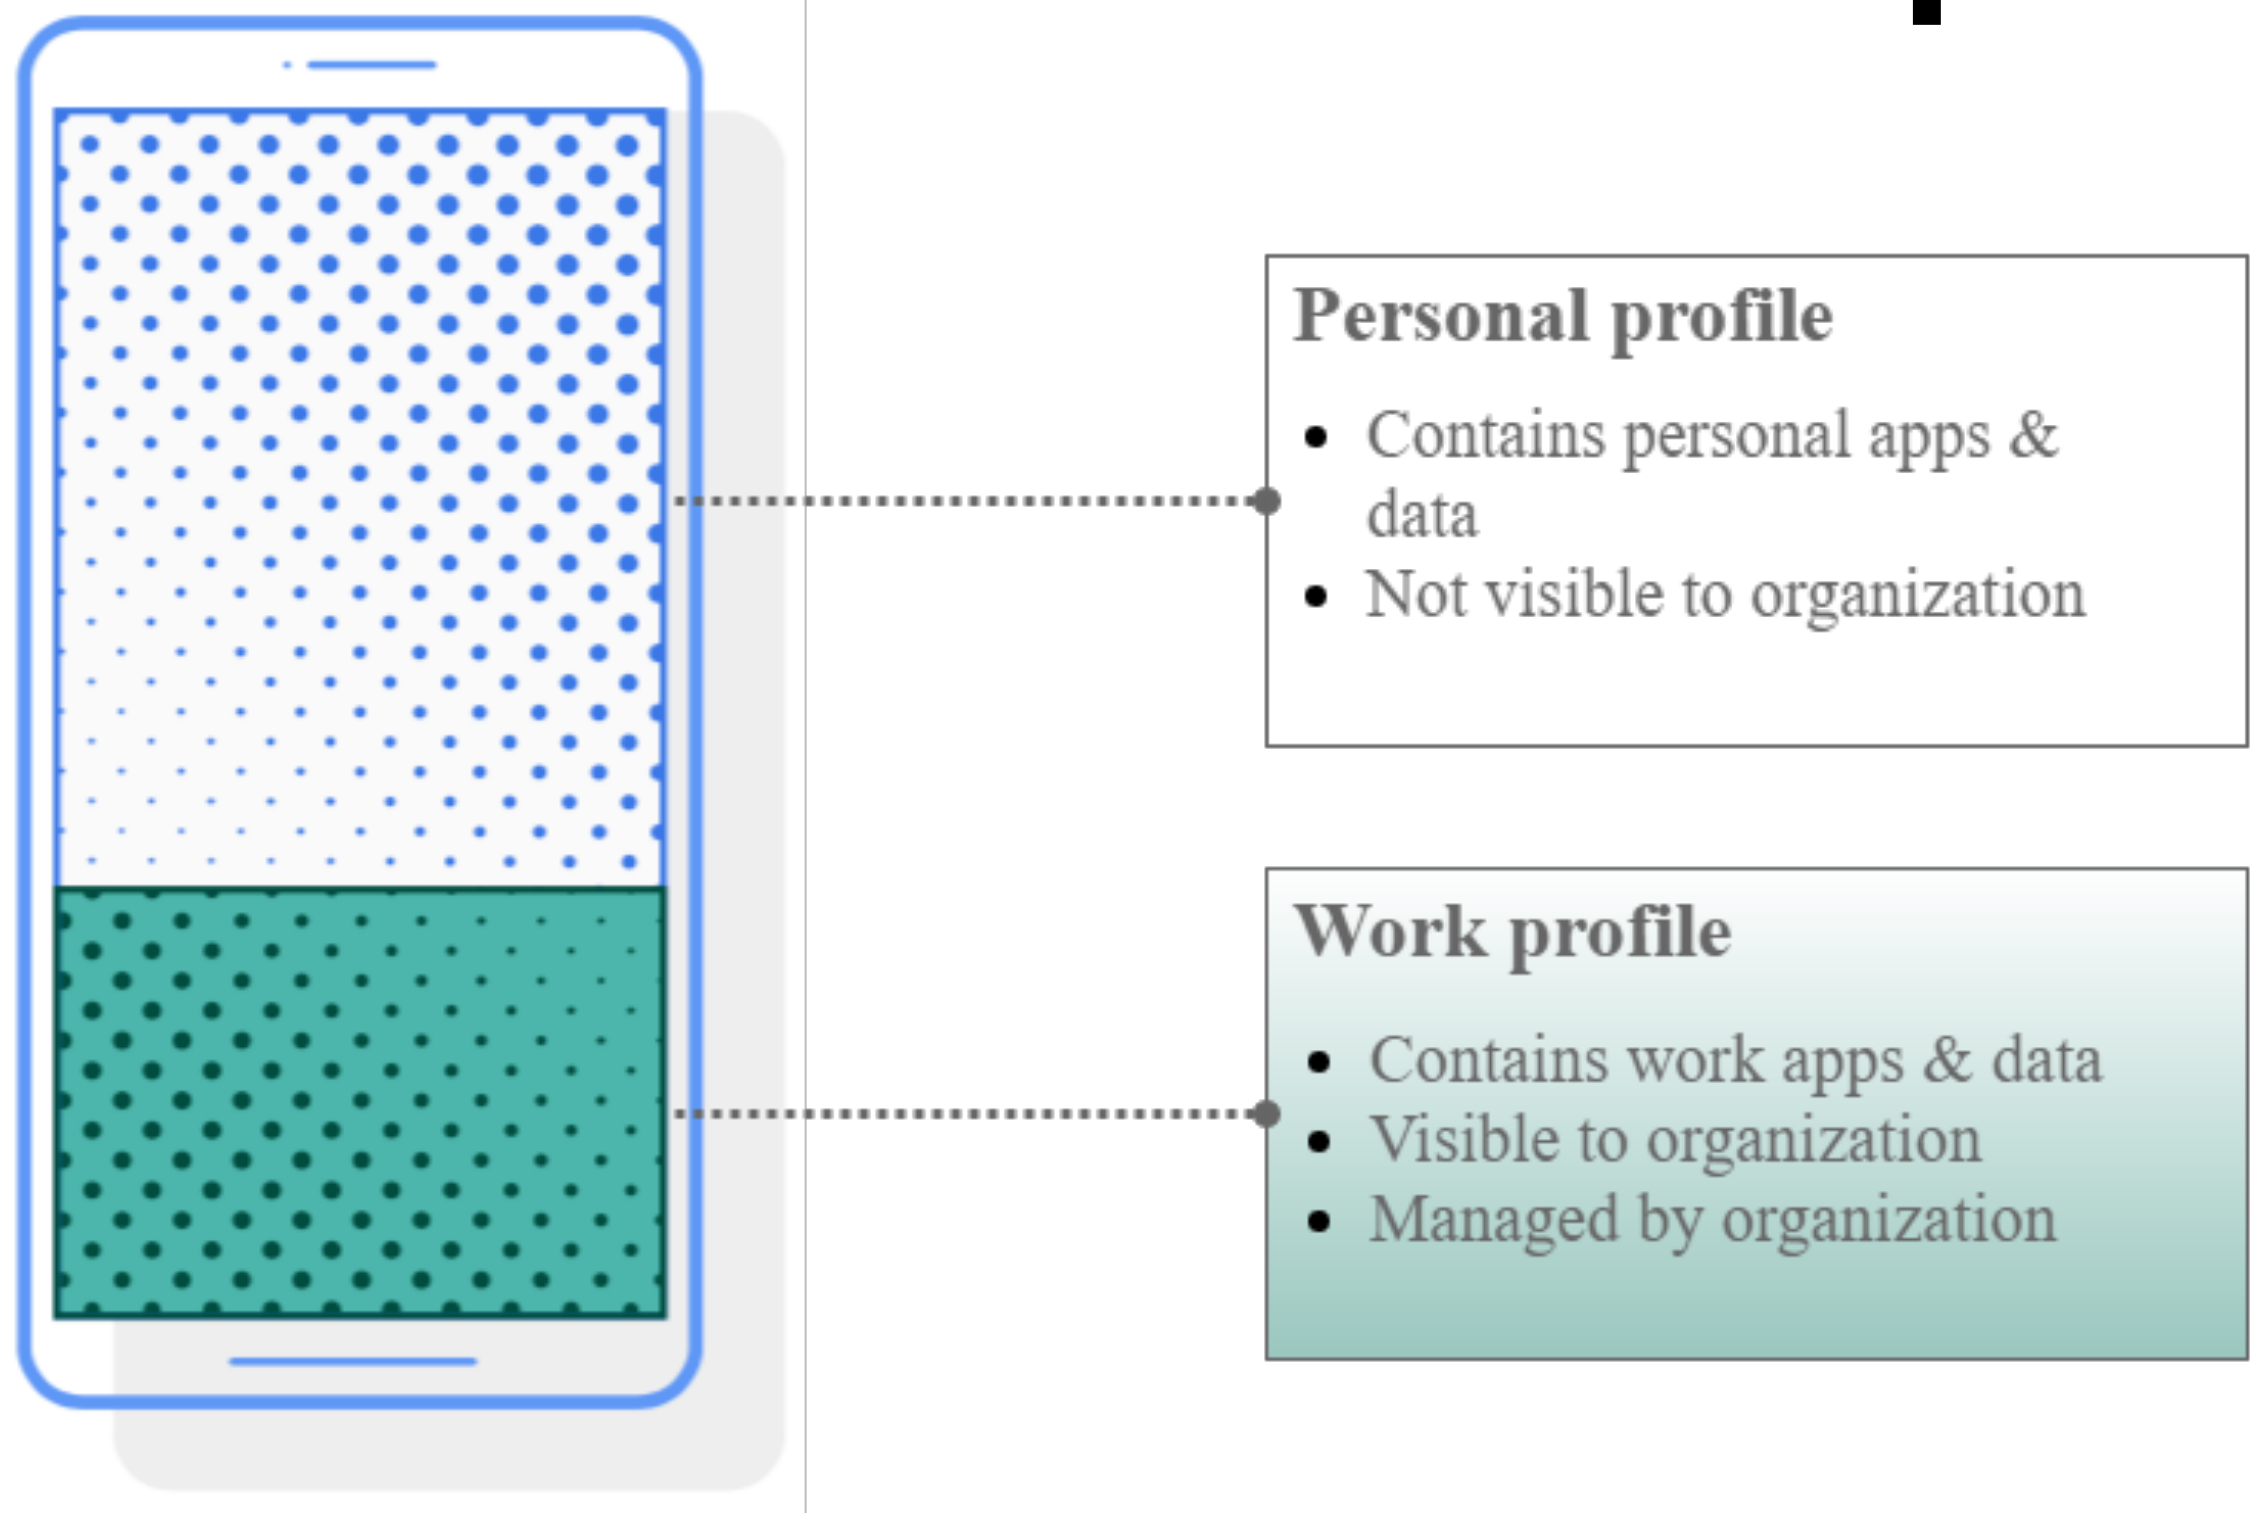 Personal profile
• Contains personal apps &
data
• Not visible to organization
Work profile
• Contains work apps & data
• Visible to organization
• Managed by organization